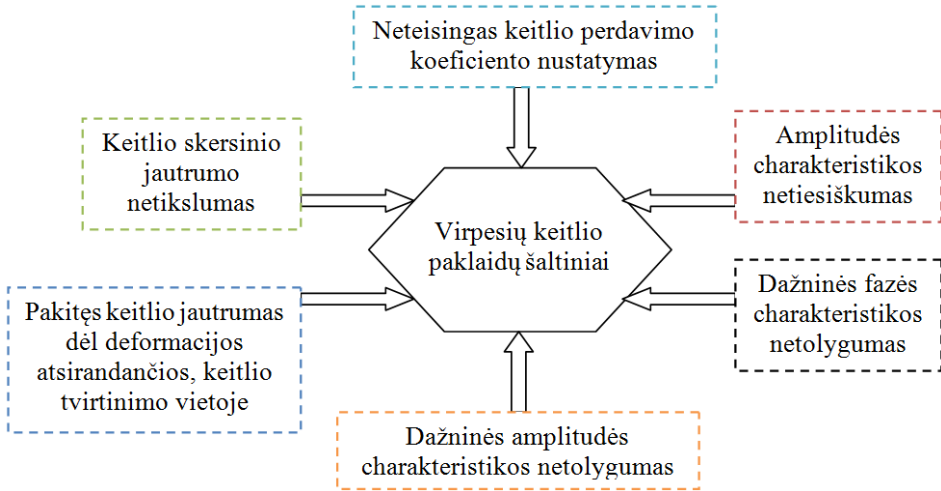 Neteisingas keitlio perdavimo
koeficiento nustatymas
Keitlio skersinio
jautrumo
netikslumas
Amplitudės
charakteristikos
netiesiškumas
Virpesių keitlio
paklaidų šaltiniai
Pakitęs keitlio jautrumas
dėl deformacijos
atsirandančios, keitlio
tvirtinimo vietoje
Dažninės fazės
charakteristikos
netolygumas
Dažninės amplitudės
charakteristikos netolygumas